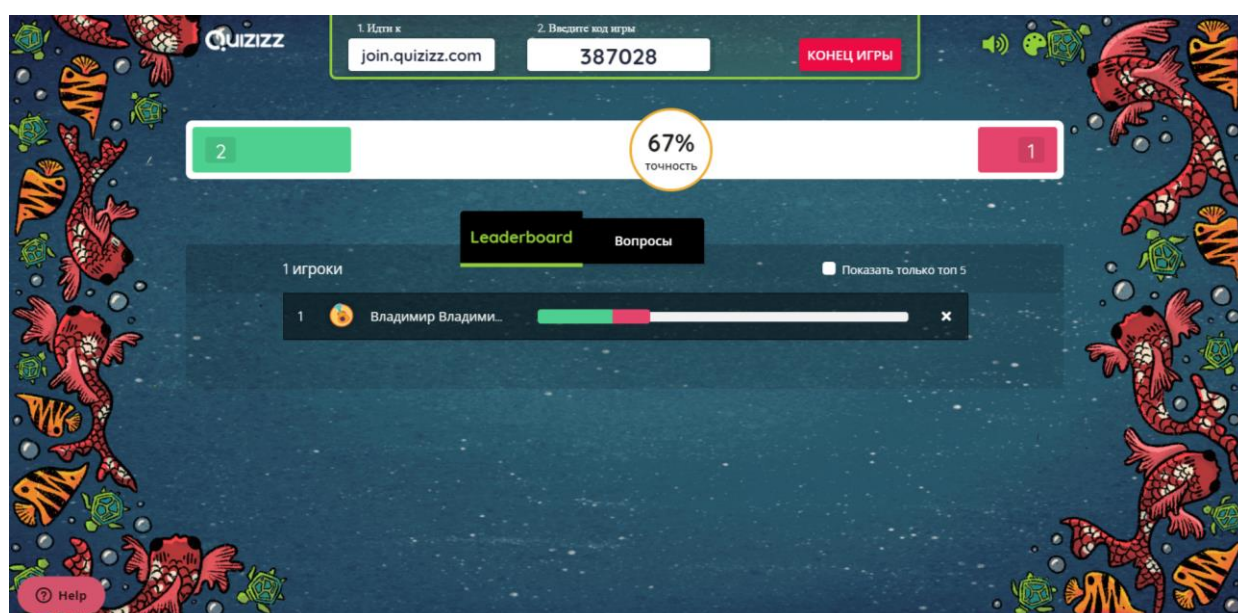 Quizizz
1. Идти к
2. Введите код игры
join.quizizz.com
387028
КОНЕЦ ИГРЫ
2
67%
точность
1
Leaderboard
Вопросы
1 игроки
Показать только топ 5
1
Владимир Владими...
Help